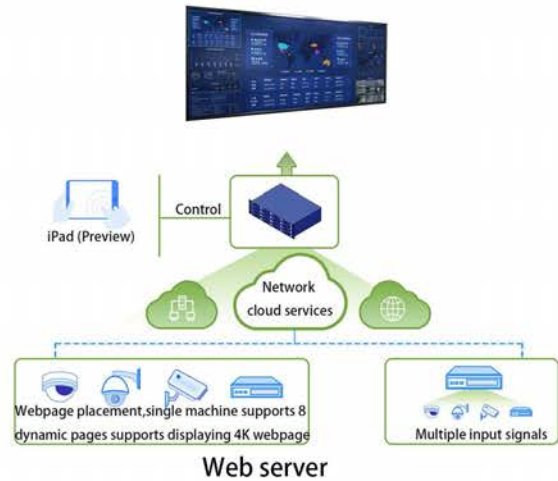 Control
iPad (Preview)
Network
cloud services
Webpage placement,single machine supports 8
dynamic pages supports displaying 4K webpage
Multiple input signals
Web server